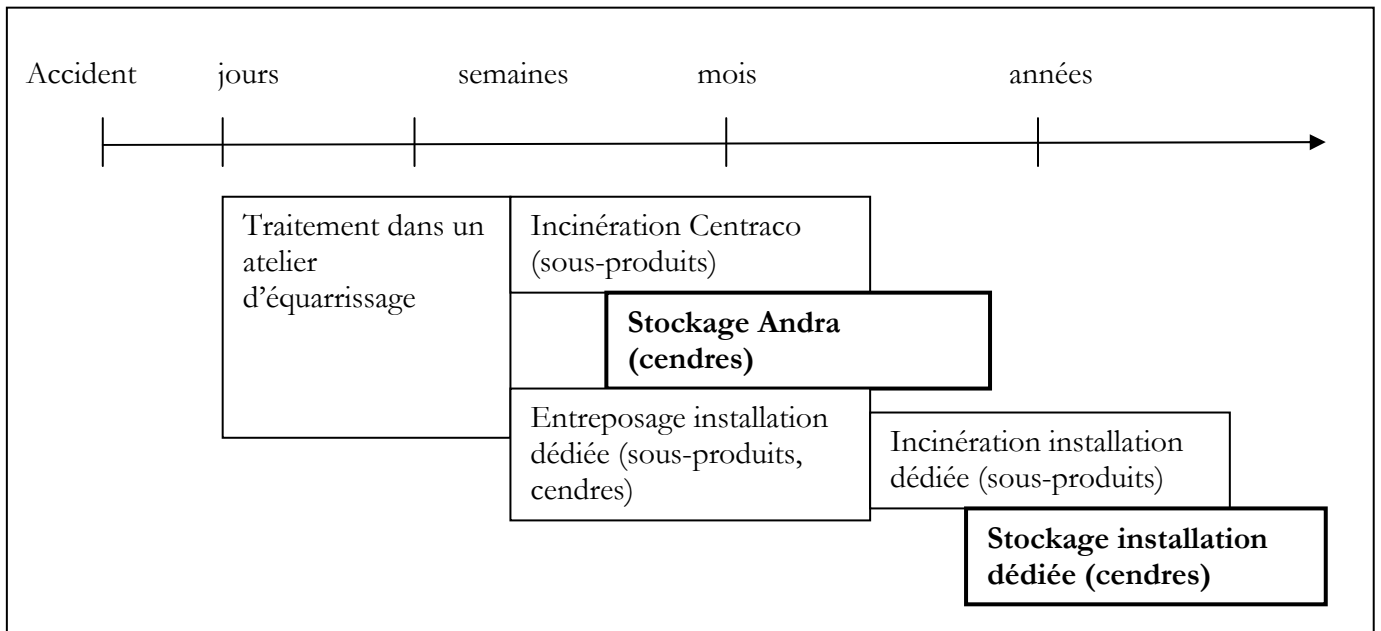 Accident jours semaines mois années
Traitement dans un
atelier
d'équarrissage
Incinération Centraco
(sous-produits)
Stockage Andra
(cendres)
Entreposage installation
dédiée (sous-produits,
cendres)
Incinération installation
dédiée (sous-produits)
Stockage installation
dédiée (cendres)